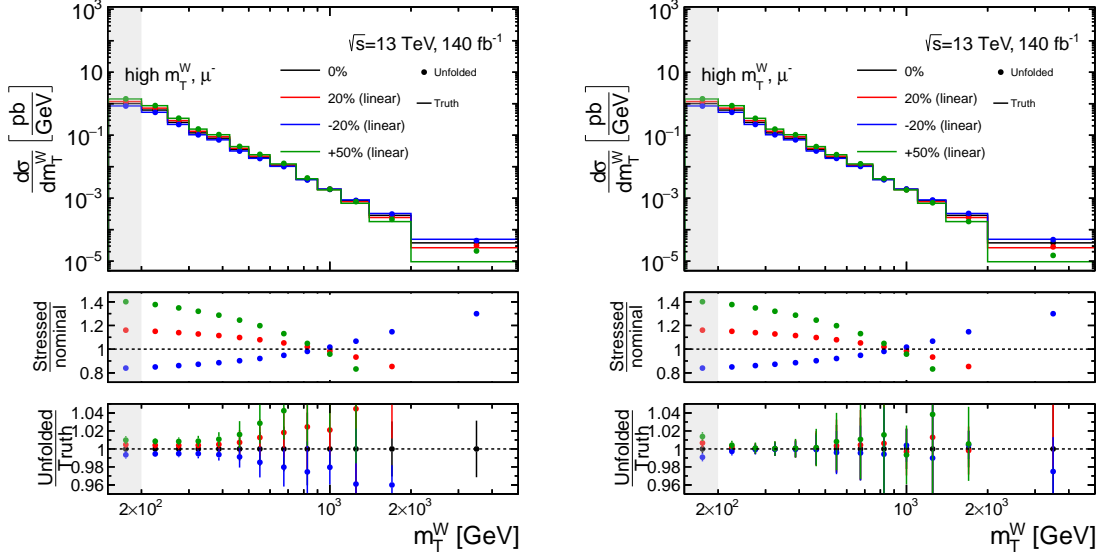 √s=13 TeV, 140 fb⁻¹
high m_T^W, μ⁻
0%
20% (linear)
-20% (linear)
+50% (linear)
Unfolded
Truth
dσ/dm_T^W [pb/GeV]
10
1
10⁻¹
10⁻³
10⁻⁵
Stressed/nominal
1.4
1.2
1
0.8
Unfolded/Truth
1.04
1.02
1.00
0.98
0.96
2×10²
10³
2×10³
m_T^W [GeV]
√s=13 TeV, 140 fb⁻¹
high m_T^W, μ⁻
0%
20% (linear)
-20% (linear)
+50% (linear)
Unfolded
Truth
dσ/dm_T^W [pb/GeV]
10
1
10⁻¹
10⁻³
10⁻⁵
Stressed/nominal
1.4
1.2
1
0.8
Unfolded/Truth
1.04
1.02
1.00
0.98
0.96
2×10²
10³
2×10³
m_T^W [GeV]